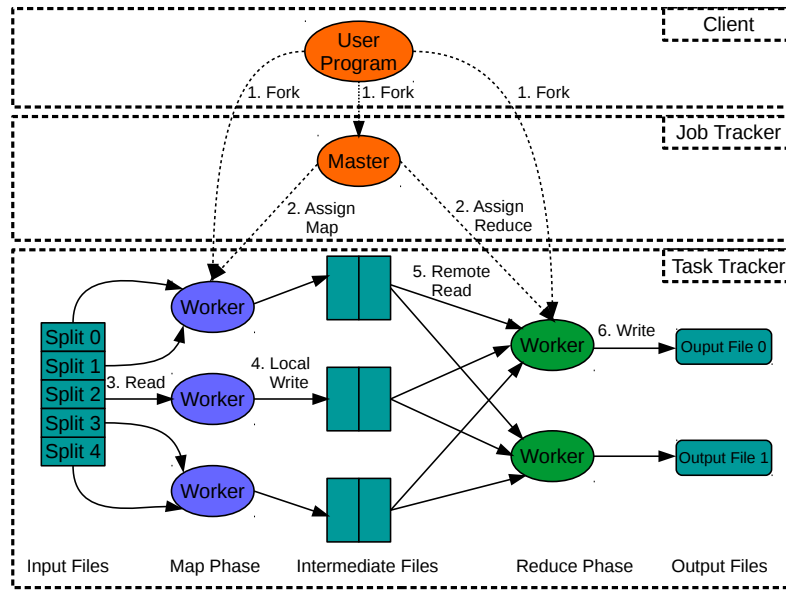 Client
User
Program
1. Fork
1. Fork
1. Fork
Job Tracker
Master
2. Assign
Map
2. Assign
Reduce
Task Tracker
5. Remote
Read
Worker
Split 0
Split 1
Split 2
Split 3
Split 4
3. Read
Worker
4. Local
Write
Worker
Worker
6. Write
Ouput File 0
Worker
Output File 1
Input Files
Map Phase
Intermediate Files
Reduce Phase
Output Files